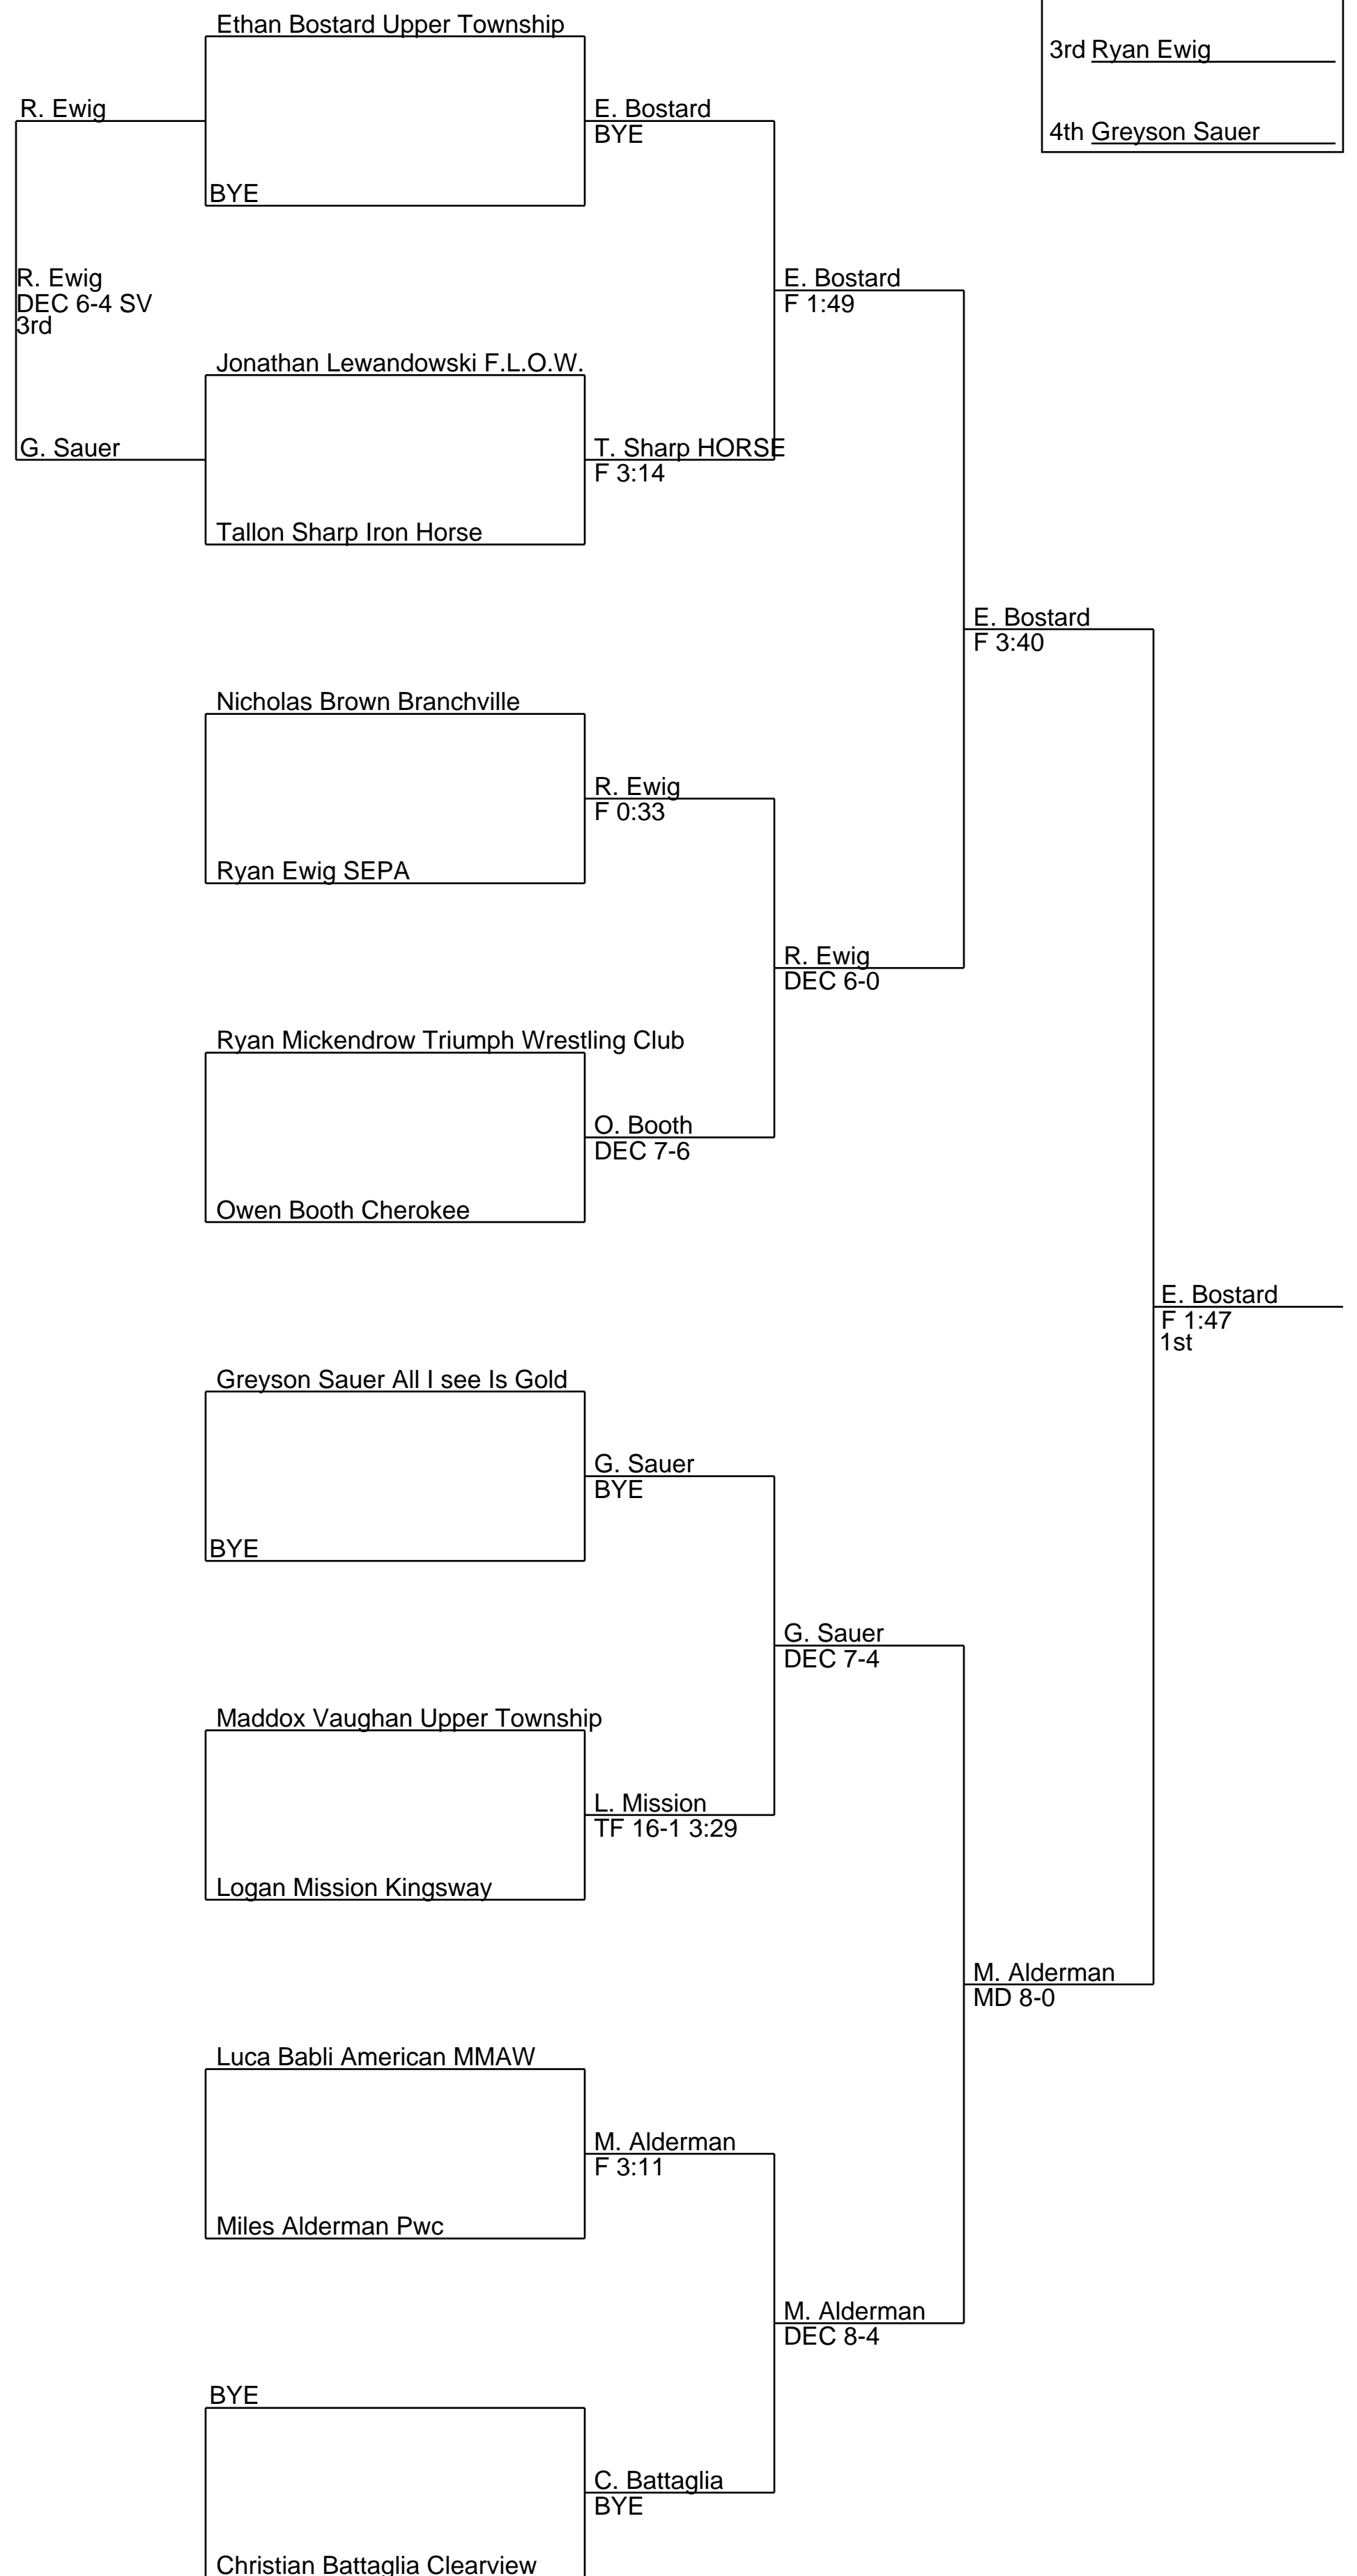 Ethan Bostard Upper Township
3rd Ryan Ewig
R. Ewig
E. Bostard
BYE
4th Greyson Sauer
BYE
R. Ewig
DEC 6-4 SV
3rd
E. Bostard
F 1:49
Jonathan Lewandowski F.L.O.W.
G. Sauer
T. Sharp HORSE
F 3:14
Tallon Sharp Iron Horse
E. Bostard
F 3:40
Nicholas Brown Branchville
R. Ewig
F 0:33
Ryan Ewig SEPA
R. Ewig
DEC 6-0
Ryan Mickendrow Triumph Wrestling Club
O. Booth
DEC 7-6
Owen Booth Cherokee
E. Bostard
F 1:47
1st
Greyson Sauer All I see Is Gold
G. Sauer
BYE
BYE
G. Sauer
DEC 7-4
Maddox Vaughan Upper Township
L. Mission
TF 16-1 3:29
Logan Mission Kingsway
M. Alderman
MD 8-0
Luca Babli American MMAW
M. Alderman
F 3:11
Miles Alderman Pwc
M. Alderman
DEC 8-4
BYE
C. Battaglia
BYE
Christian Battaglia Clearview